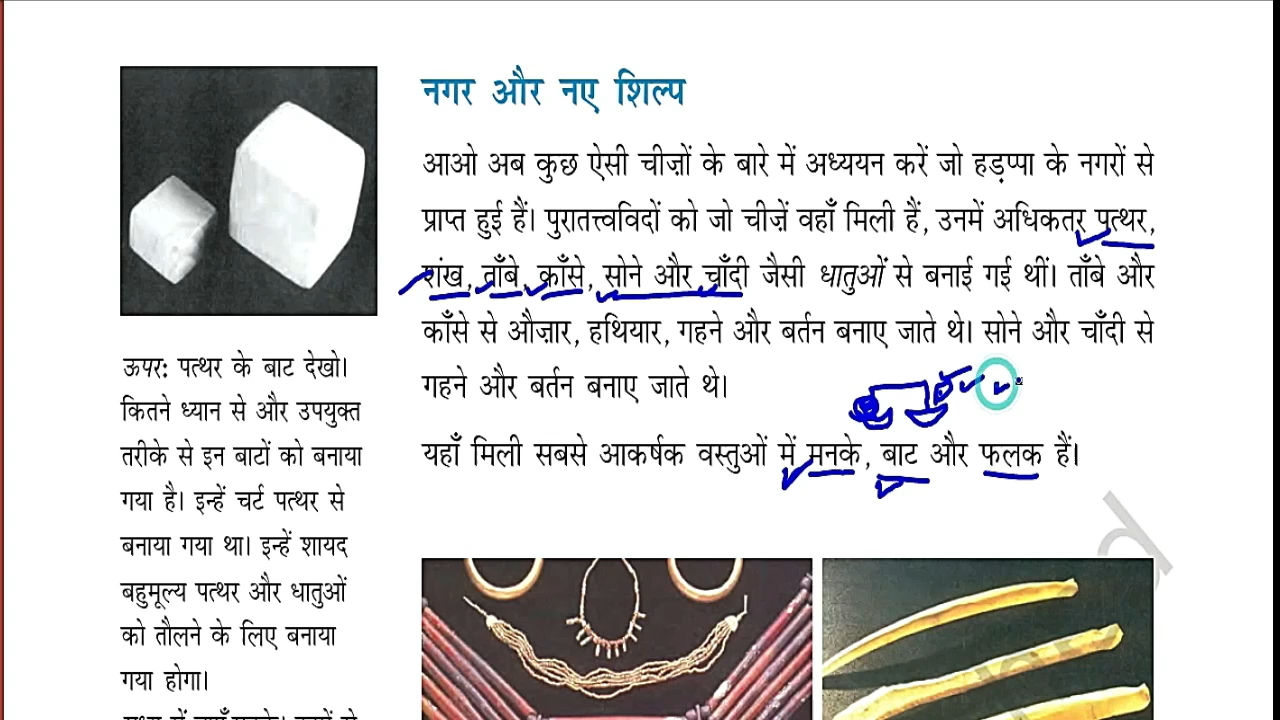 नगर और नए शिल्प
आओ अब कुछ ऐसी चीज़ों के बारे में अध्ययन करें जो हड़प्पा के नगरों से
प्राप्त हुई हैं। पुरातत्त्वविदों को जो चीज़ें वहाँ मिली हैं, उनमें अधिकतर पत्थर,
शंख, ताँबे, काँसे, सोने और चाँदी जैसी धातुओं से बनाई गई थीं। ताँबे और
काँसे से औज़ार, हथियार, गहने और बर्तन बनाए जाते थे। सोने और चाँदी से
गहने और बर्तन बनाए जाते थे।
यहाँ मिली सबसे आकर्षक वस्तुओं में मनके, बाट और फलक हैं।
ऊपर: पत्थर के बाट देखो।
कितने ध्यान से और उपयुक्त
तरीके से इन बाटों को बनाया
गया है। इन्हें चर्ट पत्थर से
बनाया गया था। इन्हें शायद
बहुमूल्य पत्थर और धातुओं
को तौलने के लिए बनाया
गया होगा।